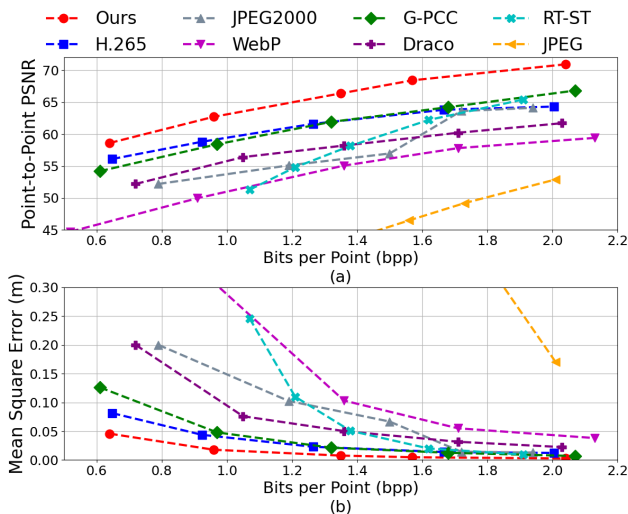 Ours JPEG2000 G-PCC RT-ST
H.265 WebP Draco JPEG
Point-to-Point PSNR
70
65
60
55
50
45
0.6 0.8 1.0 1.2 1.4 1.6 1.8 2.0 2.2
Bits per Point (bpp)
(a)
Mean Square Error (m)
0.30
0.25
0.20
0.15
0.10
0.05
0.00
0.6 0.8 1.0 1.2 1.4 1.6 1.8 2.0 2.2
Bits per Point (bpp)
(b)